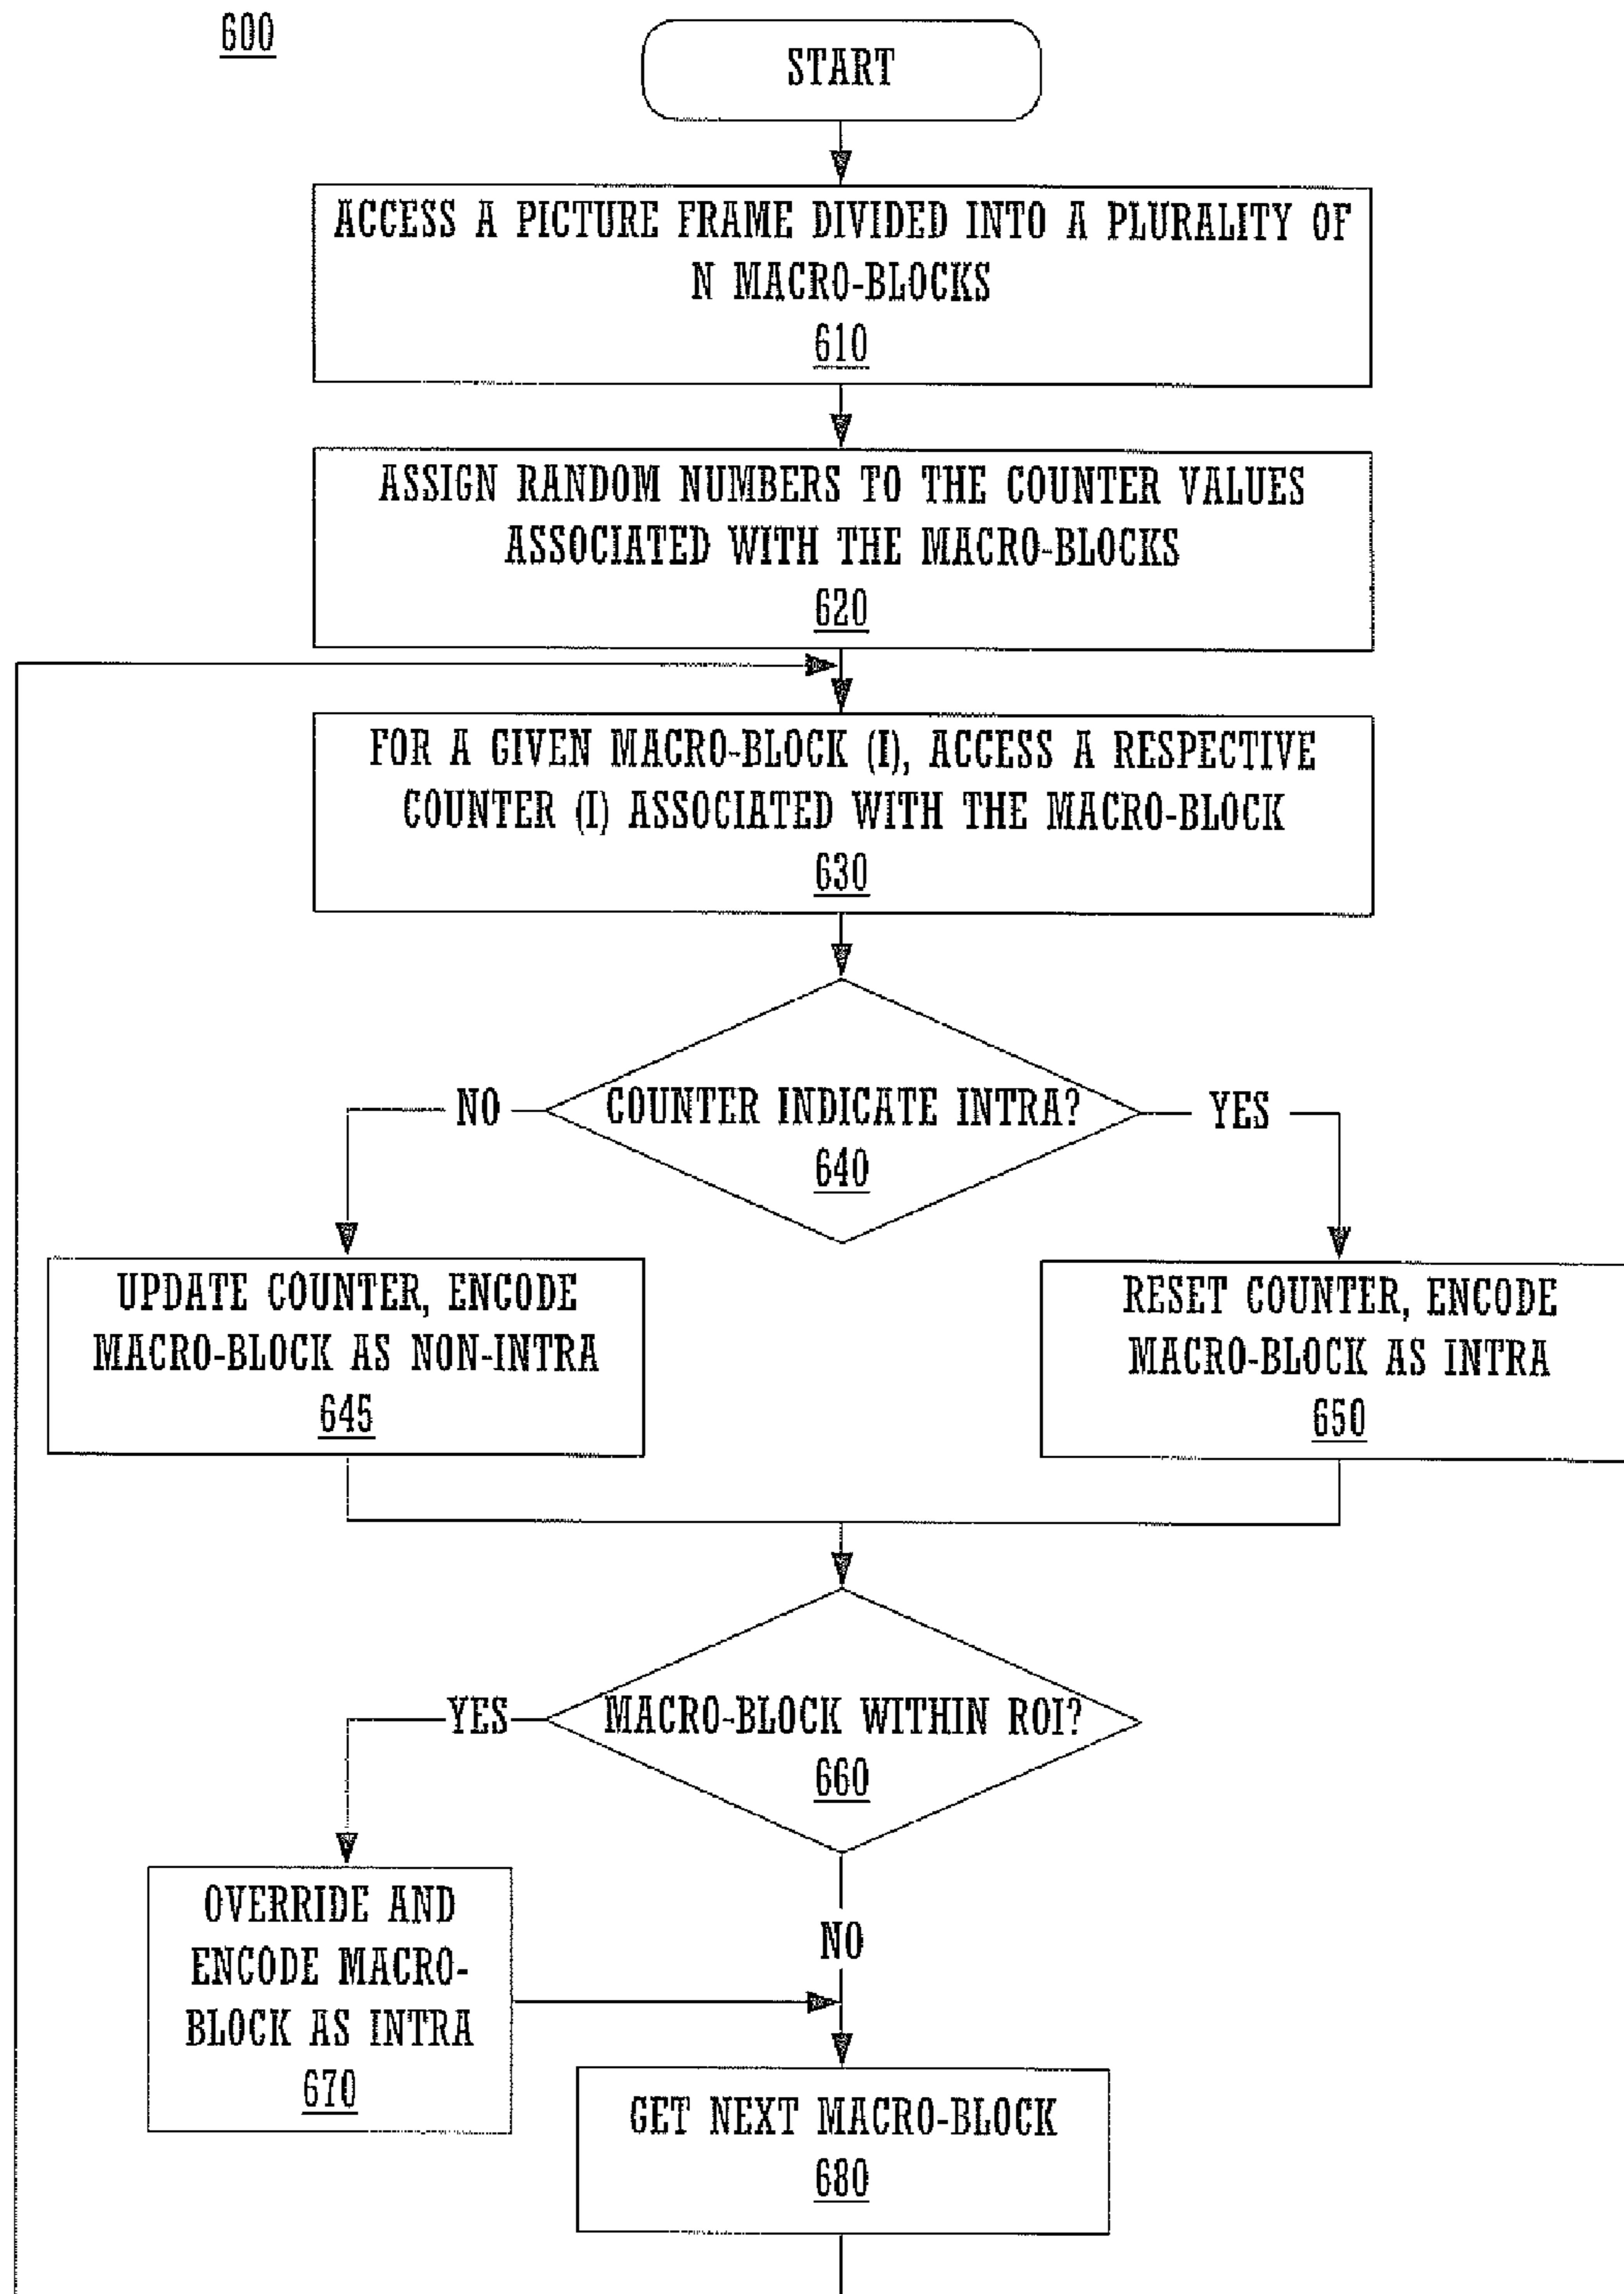 600
START
ACCESS A PICTURE FRAME DIVIDED INTO A PLURALITY OF
N MACRO-BLOCKS
610
ASSIGN RANDOM NUMBERS TO THE COUNTER VALUES
ASSOCIATED WITH THE MACRO-BLOCKS
620
FOR A GIVEN MACRO-BLOCK (I), ACCESS A RESPECTIVE
COUNTER (I) ASSOCIATED WITH THE MACRO-BLOCK
630
NO
COUNTER INDICATE INTRA?
640
YES
UPDATE COUNTER, ENCODE
MACRO-BLOCK AS NON-INTRA
645
RESET COUNTER, ENCODE
MACRO-BLOCK AS INTRA
650
YES
MACRO-BLOCK WITHIN ROI?
660
OVERRIDE AND
ENCODE MACRO-
BLOCK AS INTRA
670
NO
GET NEXT MACRO-BLOCK
680